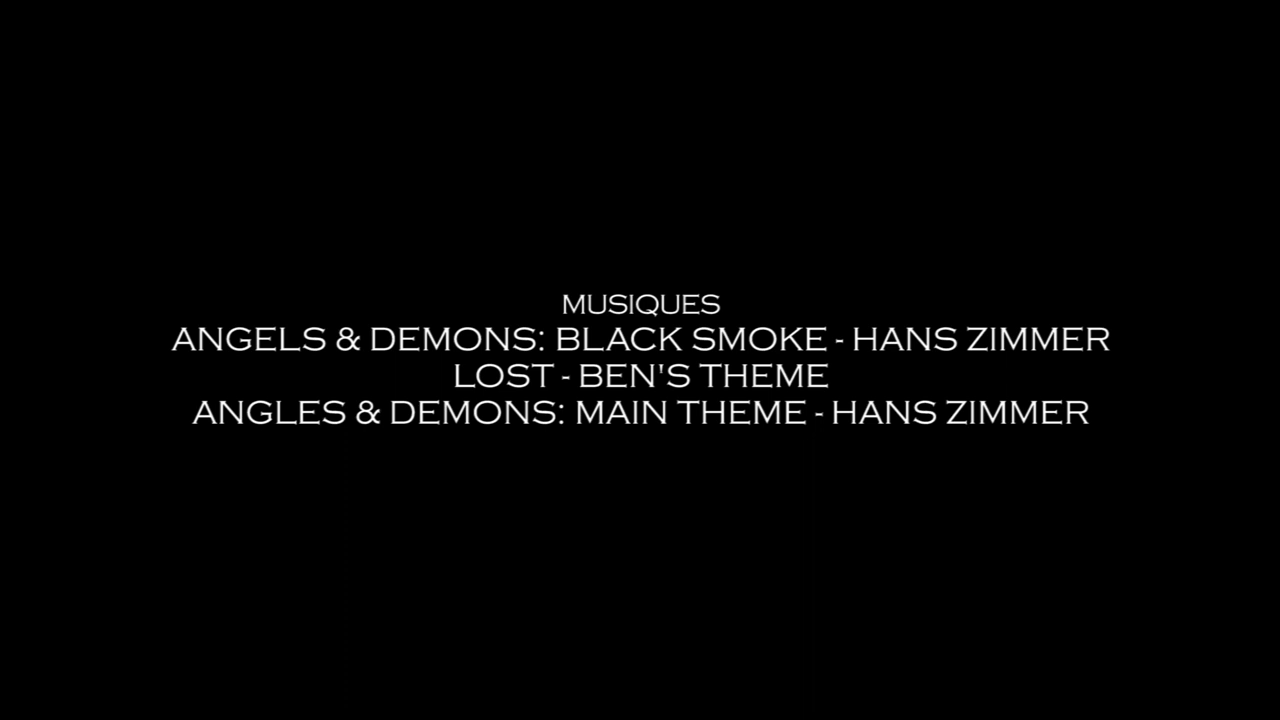 MUSIQUES
ANGELS & DEMONS: BLACK SMOKE - HANS ZIMMER
LOST - BEN'S THEME
ANGLES & DEMONS: MAIN THEME - HANS ZIMMER